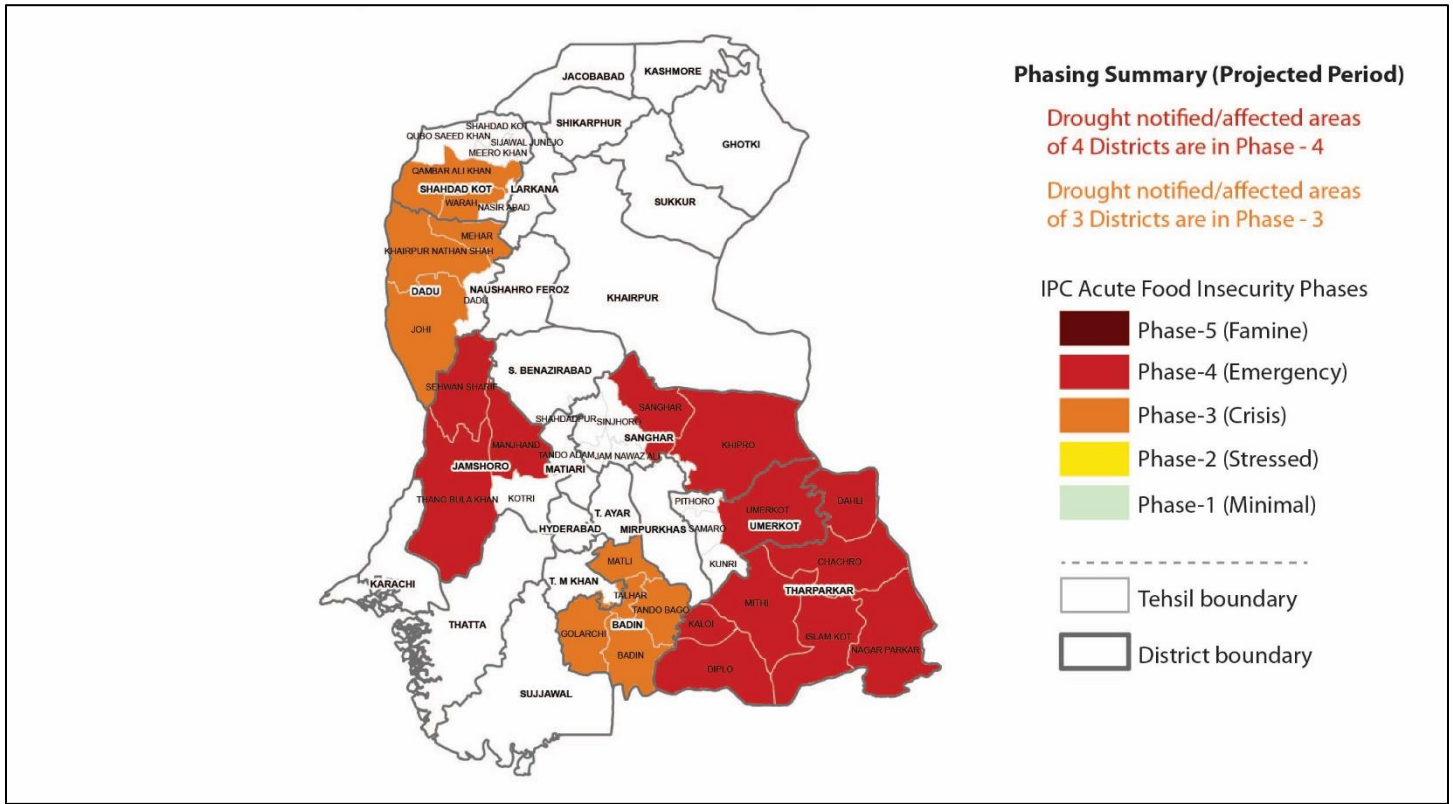 JACOBABAD
KASHMORE
SHIKARPHUR
GHOTKI
SHAHDAD KOT
QUBO SAEED KHAN
SIJAWAL JUNEJO
MEERO KHAN
QAMBAR ALI KHAN
SHAHDAD KOT
LARKANA
WARAH
NASIR ABAD
SUKKUR
MEHAR
KHAIRPUR NATHAN SHAH
DADU
DADU
NAUSHAHRO FEROZ
KHAIRPUR
JOHI
S. BENAZIRABAD
SEHWAN SHARIF
SHAHDADPUR
SINJHORO
SANGHAR
SANGHAR
KHIPRO
MANJHAND
TANDO ADAM
JAM NAWAZ ALI
JAMSHORO
MATIARI
THANO BULA KHAN
KOTRI
PITHORO
UMERKOT
DAHLI
T. AYAR
HYDERABAD
MIRPURKHAS
SAMARO
UMERKOT
KUNRI
CHACHRO
MATLI
T. M KHAN
KARACHI
TALHAR
TANDO BAGO
MITHI
THARPARKAR
THATTA
GOLARCHI
BADIN
KALOI
ISLAM KOT
NAGAR PARKAR
BADIN
DIPLO
SUJJAWAL
Phasing Summary (Projected Period)
Drought notified/affected areas
of 4 Districts are in Phase - 4
Drought notified/affected areas
of 3 Districts are in Phase - 3
IPC Acute Food Insecurity Phases
Phase-5 (Famine)
Phase-4 (Emergency)
Phase-3 (Crisis)
Phase-2 (Stressed)
Phase-1 (Minimal)
Tehsil boundary
District boundary